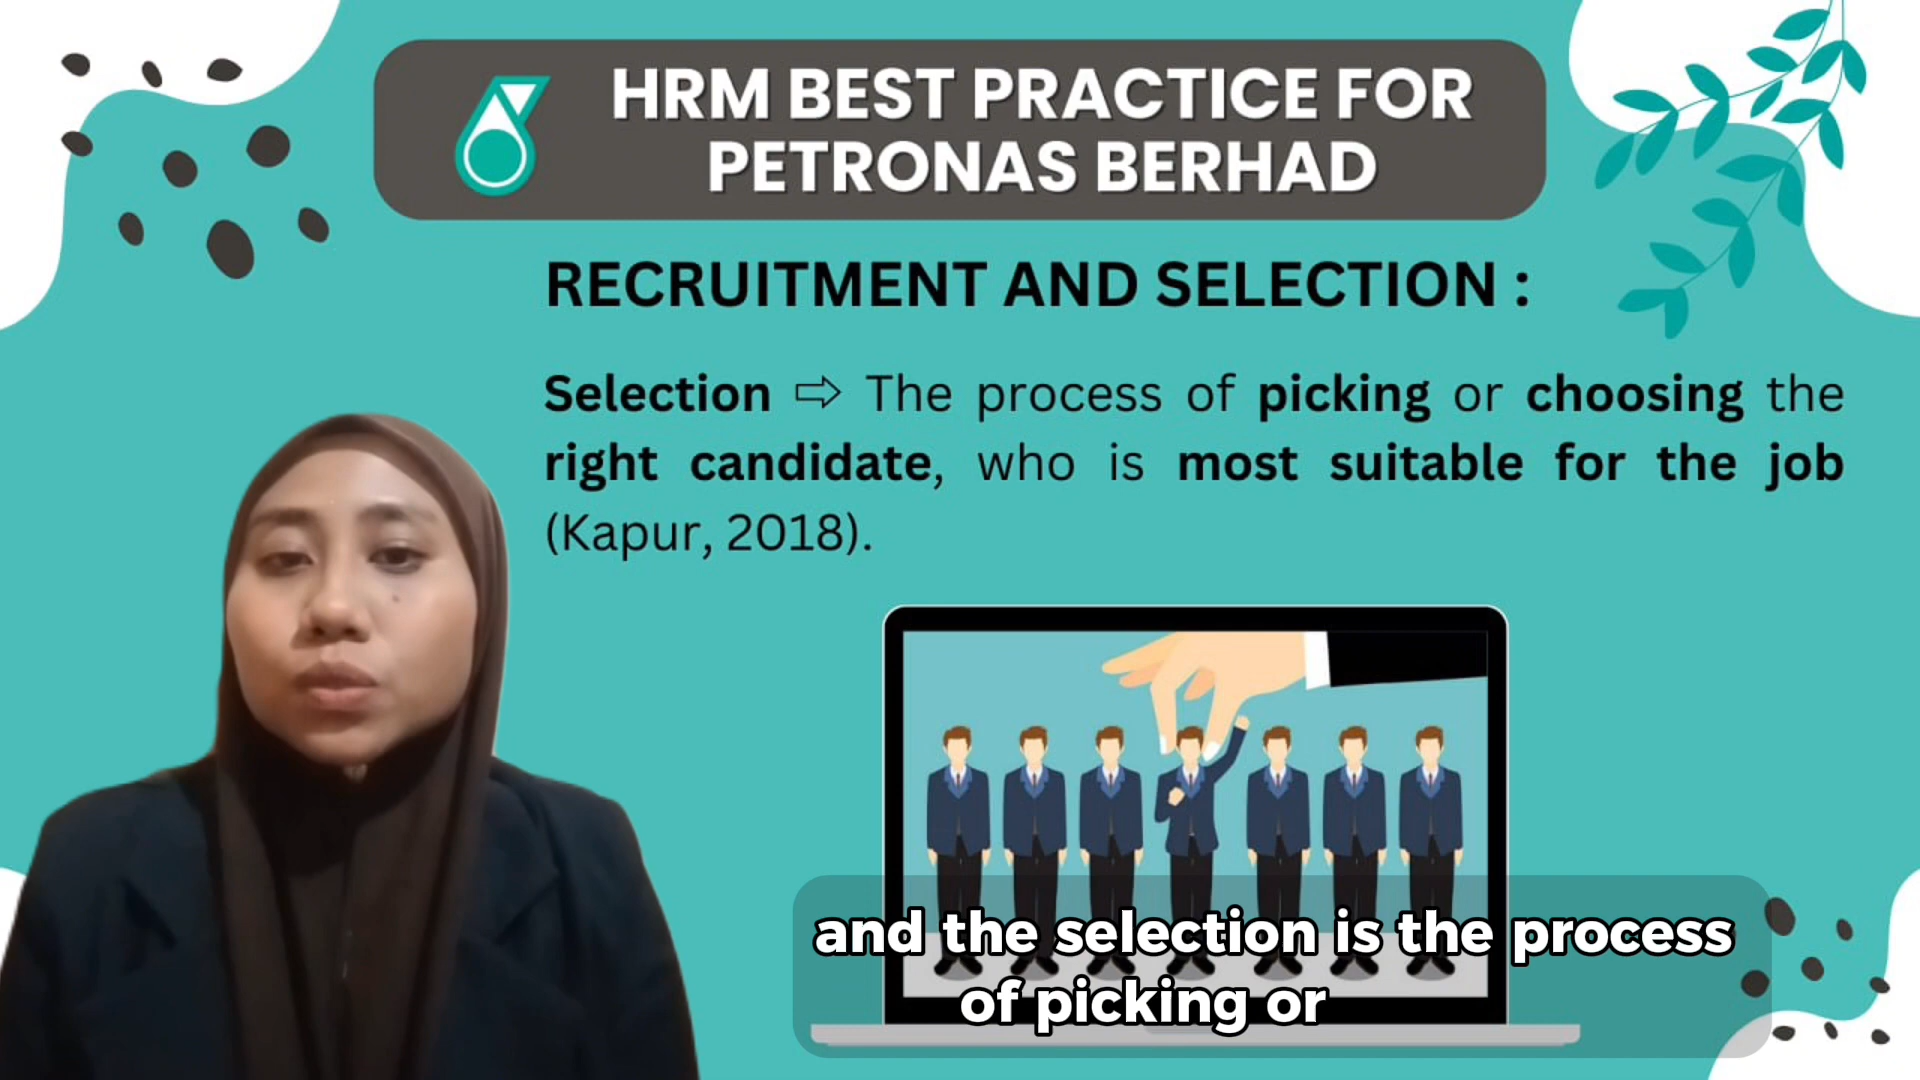 HRM BEST PRACTICE FOR
PETRONAS BERHAD
RECRUITMENT AND SELECTION :
Selection ⇨ The process of picking or choosing the
right candidate, who is most suitable for the job
(Kapur, 2018).
and the selection is the process
of picking or